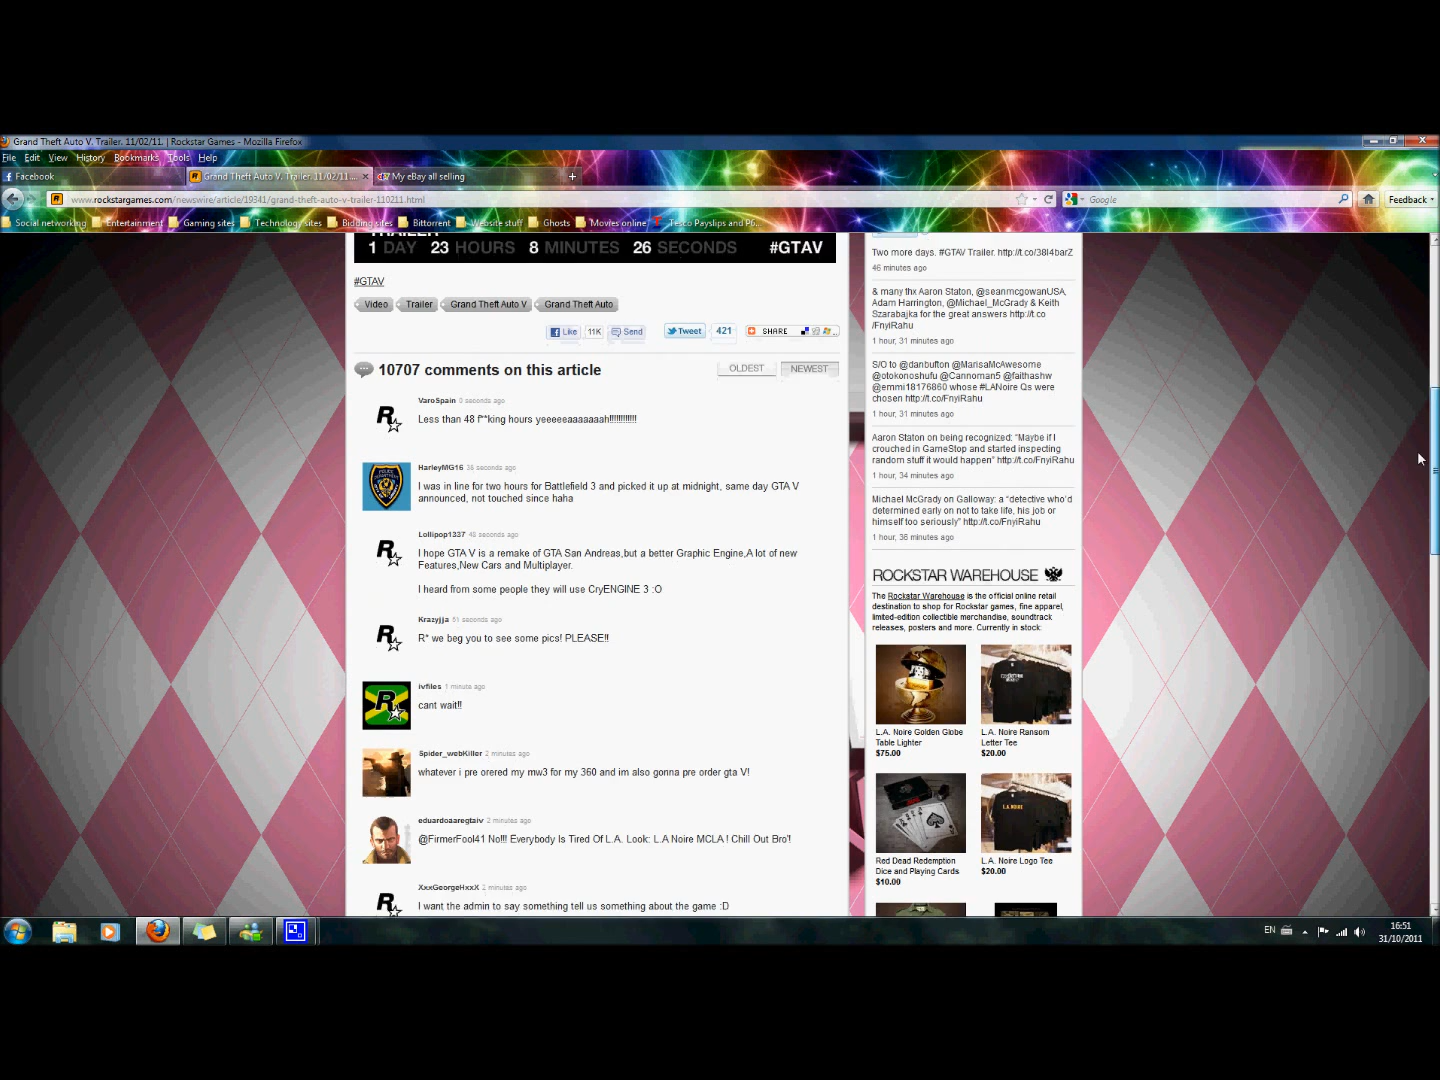 Grand Theft Auto V. Trailer. 11/02/11. | Rockstar Games - Mozilla Firefox
File Edit View History Bookmarks Tools Help
Facebook
Grand Theft Auto V. Trailer. 11/02/11 ...
My eBay all selling
www.rockstargames.com/newswire/article/19341/grand-theft-auto-v-trailer-110211.html
Google
Feedback
Social networking Entertainment Gaming sites Technology sites Bidding sites Bittorrent Website stuff Ghosts Movies online Tesco Payslips and P6...
TRAILER
1 DAY 23 HOURS 8 MINUTES 26 SECONDS #GTAV
#GTAV
Video Trailer Grand Theft Auto V Grand Theft Auto
Like 11K Send Tweet 421 SHARE
10707 comments on this article
OLDEST NEWEST
VaroSpain 0 seconds ago
Less than 48 f**king hours yeeeeeaaaaaaah!!!!!!!!!!!!
HarleyMG16 38 seconds ago
I was in line for two hours for Battlefield 3 and picked it up at midnight, same day GTA V
announced, not touched since haha
Lollipop1337 48 seconds ago
I hope GTA V is a remake of GTA San Andreas,but a better Graphic Engine,A lot of new
Features,New Cars and Multiplayer.
I heard from some people they will use CryENGINE 3 :O
Krazyjja 51 seconds ago
R* we beg you to see some pics! PLEASE!!
ivfiles 1 minute ago
cant wait!!
Spider_webKiller 2 minutes ago
whatever i pre orered my mw3 for my 360 and im also gonna pre order gta V!
eduardoaaregtaiv 2 minutes ago
@FirmerFool41 No!!! Everybody Is Tired Of L.A. Look: L.A Noire MCLA ! Chill Out Bro'!
XxxGeorgeHxxX 2 minutes ago
I want the admin to say something tell us something about the game :D
Two more days. #GTAV Trailer. http://t.co/38I4barZ
46 minutes ago
& many thx Aaron Staton, @seanmcgowanUSA,
Adam Harrington, @Michael_McGrady & Keith
Szarabajka for the great answers http://t.co
/FnyiRahu
1 hour, 31 minutes ago
S/O to @danbufton @MarisaMcAwesome
@otokonoshufu @Cannoman5 @faithashw
@emmi18176860 whose #LANoire Qs were
chosen http://t.co/FnyiRahu
1 hour, 31 minutes ago
Aaron Staton on being recognized: "Maybe if I
crouched in GameStop and started inspecting
random stuff it would happen" http://t.co/FnyiRahu
1 hour, 34 minutes ago
Michael McGrady on Galloway: a "detective who'd
determined early on not to take life, his job or
himself too seriously" http://t.co/FnyiRahu
1 hour, 36 minutes ago
ROCKSTAR WAREHOUSE
The Rockstar Warehouse is the official online retail
destination to shop for Rockstar games, fine apparel,
limited-edition collectible merchandise, soundtrack
releases, posters and more. Currently in stock:
L.A. Noire Golden Globe
Table Lighter
$75.00
L.A. Noire Ransom
Letter Tee
$20.00
L.A. NOIRE
Red Dead Redemption
Dice and Playing Cards
$10.00
L.A. Noire Logo Tee
$20.00
EN
16:51
31/10/2011